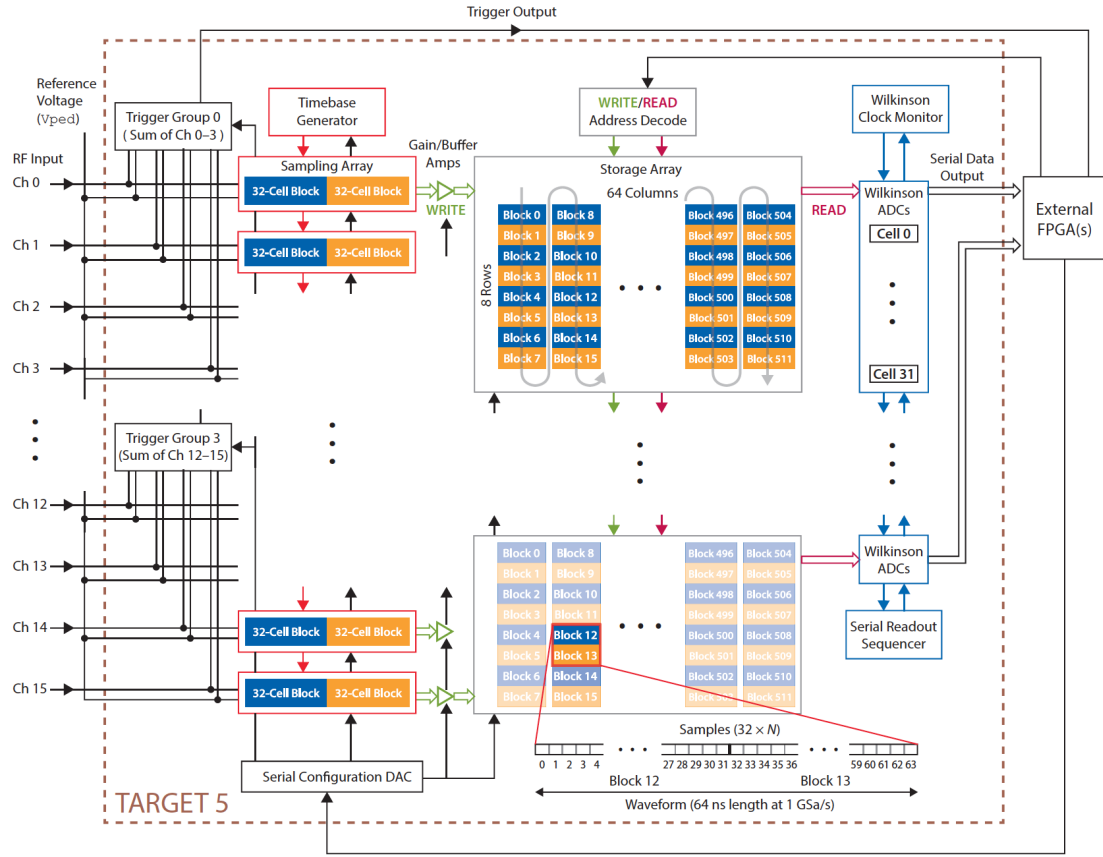 Trigger Output
Reference
Voltage
(Vped)
RF Input
Trigger Group 0
( Sum of Ch 0–3 )
Timebase
Generator
Gain/Buffer
Amps
WRITE
Sampling Array
32-Cell Block 32-Cell Block
32-Cell Block 32-Cell Block
Ch 0
Ch 1
Ch 2
Ch 3
WRITE/READ
Address Decode
Storage Array
64 Columns
8 Rows
Block 0 Block 8 Block 496 Block 504
Block 1 Block 9 Block 497 Block 505
Block 2 Block 10 Block 498 Block 506
Block 3 Block 11 Block 499 Block 507
Block 4 Block 12 Block 500 Block 508
Block 5 Block 13 Block 501 Block 509
Block 6 Block 14 Block 502 Block 510
Block 7 Block 15 Block 503 Block 511
READ
Wilkinson
Clock Monitor
Wilkinson
ADCs
Cell 0
Cell 31
Serial Data
Output
External
FPGA(s)
Trigger Group 3
(Sum of Ch 12–15)
Ch 12
Ch 13
Ch 14
Ch 15
32-Cell Block 32-Cell Block
32-Cell Block 32-Cell Block
Block 0 Block 8 Block 496 Block 504
Block 1 Block 9 Block 497 Block 505
Block 2 Block 10 Block 498 Block 506
Block 3 Block 11 Block 499 Block 507
Block 4 Block 12 Block 500 Block 508
Block 5 Block 13 Block 501 Block 509
Block 6 Block 14 Block 502 Block 510
Block 7 Block 15 Block 511
Wilkinson
ADCs
Serial Readout
Sequencer
Samples (32 × N)
0 1 2 3 4 27 28 29 30 31 32 33 34 35 36 59 60 61 62 63
Block 12 Block 13
Waveform (64 ns length at 1 GSa/s)
Serial Configuration DAC
TARGET 5